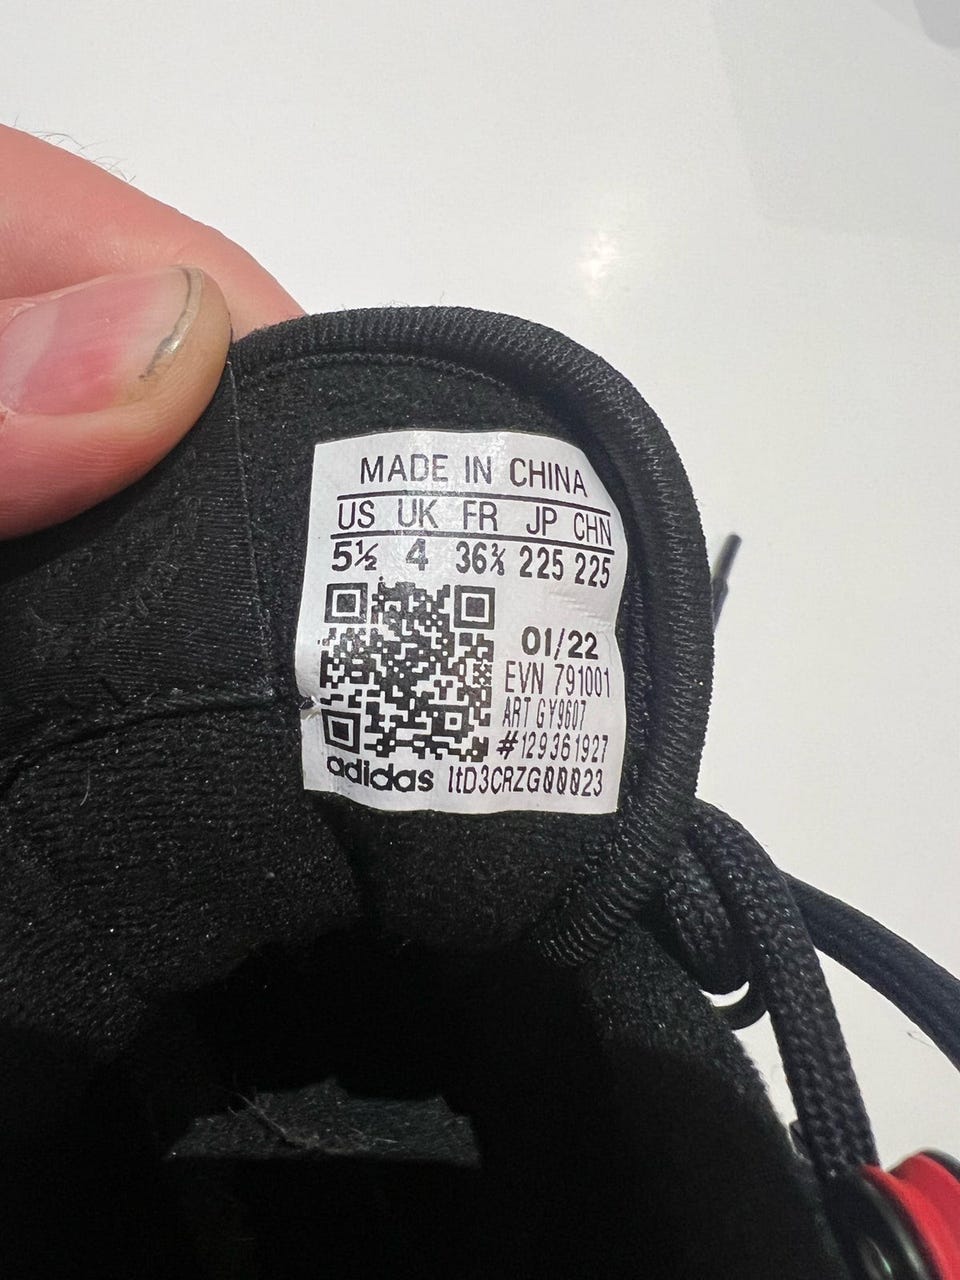 MADE IN CHINA
US UK FR JP CHN
5½ 4 36⅔ 225 225
01/22
EVN 791001
ART GY9607
#129361927
adidas 1tD3CRZG00023